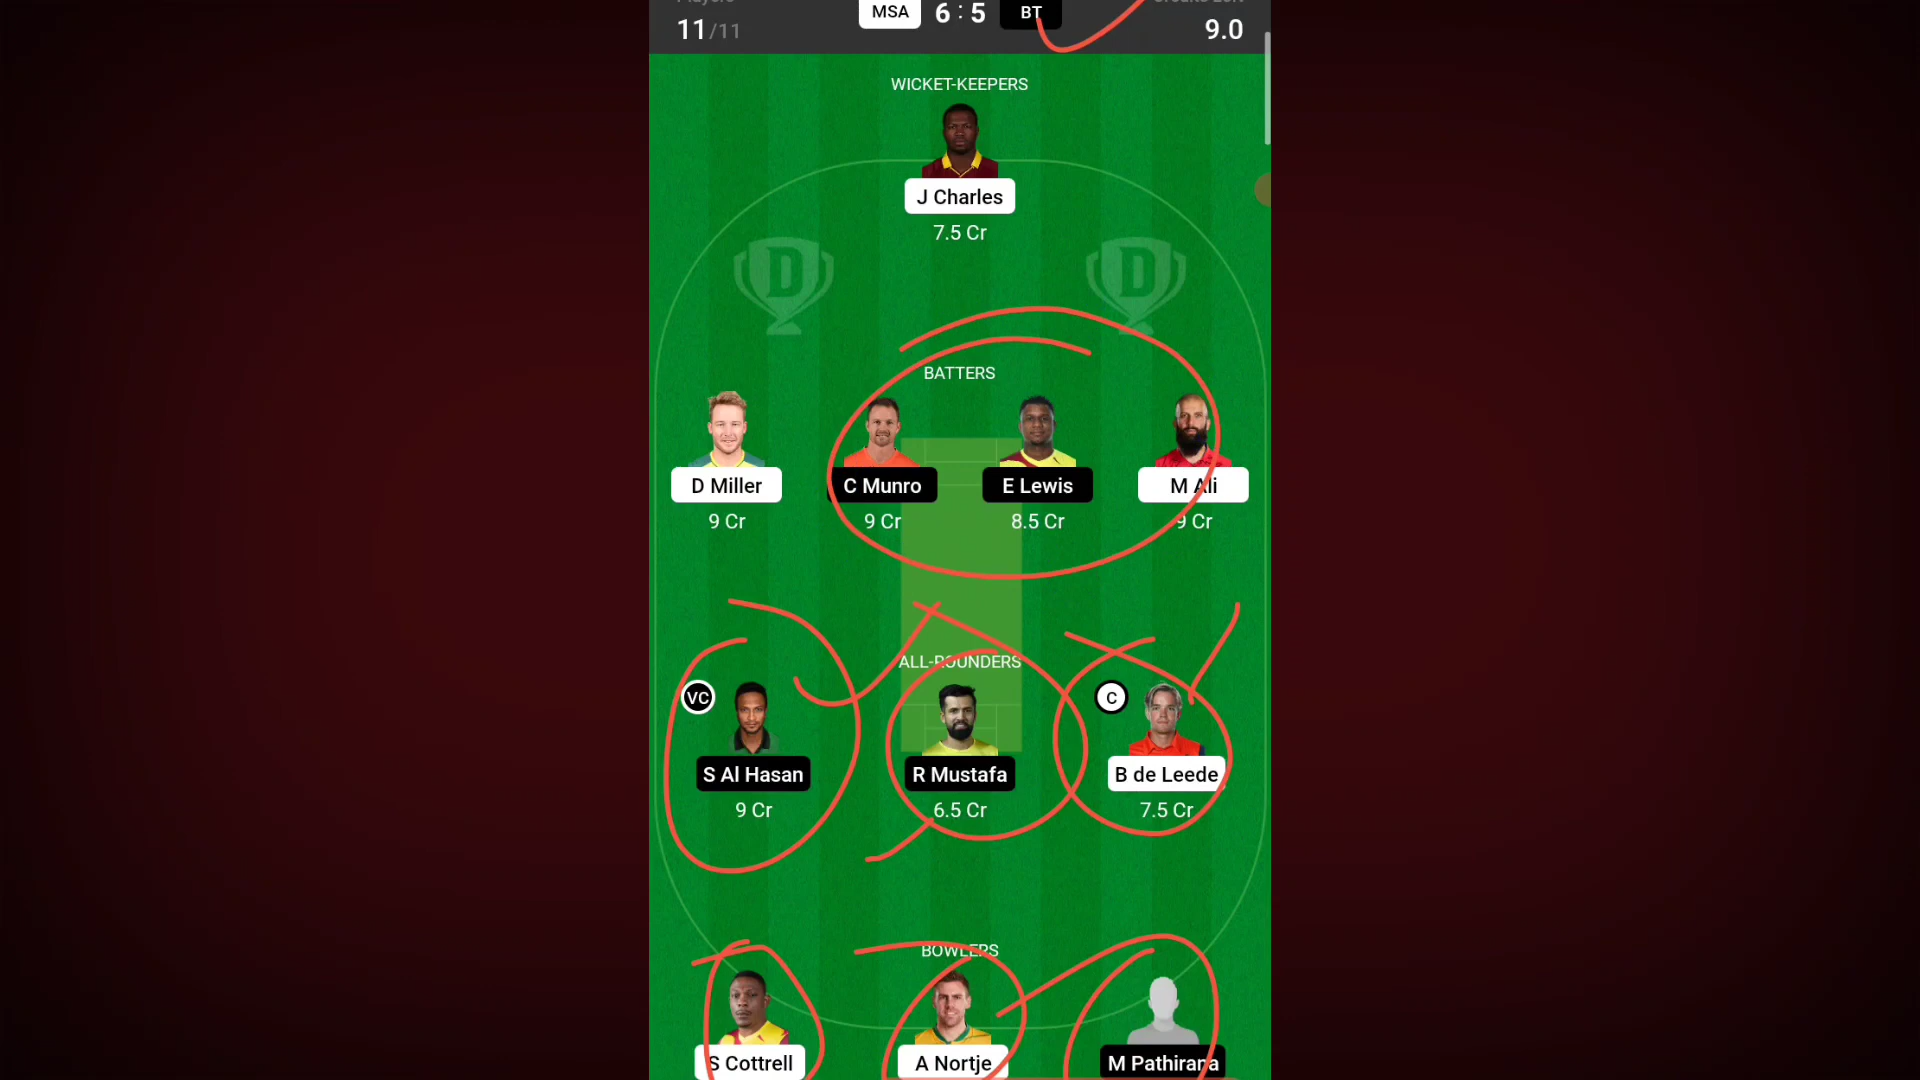 MSA 6 : 5 BT
11/11 9.0
WICKET-KEEPERS
J Charles
7.5 Cr
D D
BATTERS
D Miller C Munro E Lewis M Ali
9 Cr 9 Cr 8.5 Cr 9 Cr
ALL-ROUNDERS
VC C
S Al Hasan R Mustafa B de Leede
9 Cr 6.5 Cr 7.5 Cr
BOWLERS
S Cottrell A Nortje M Pathirana